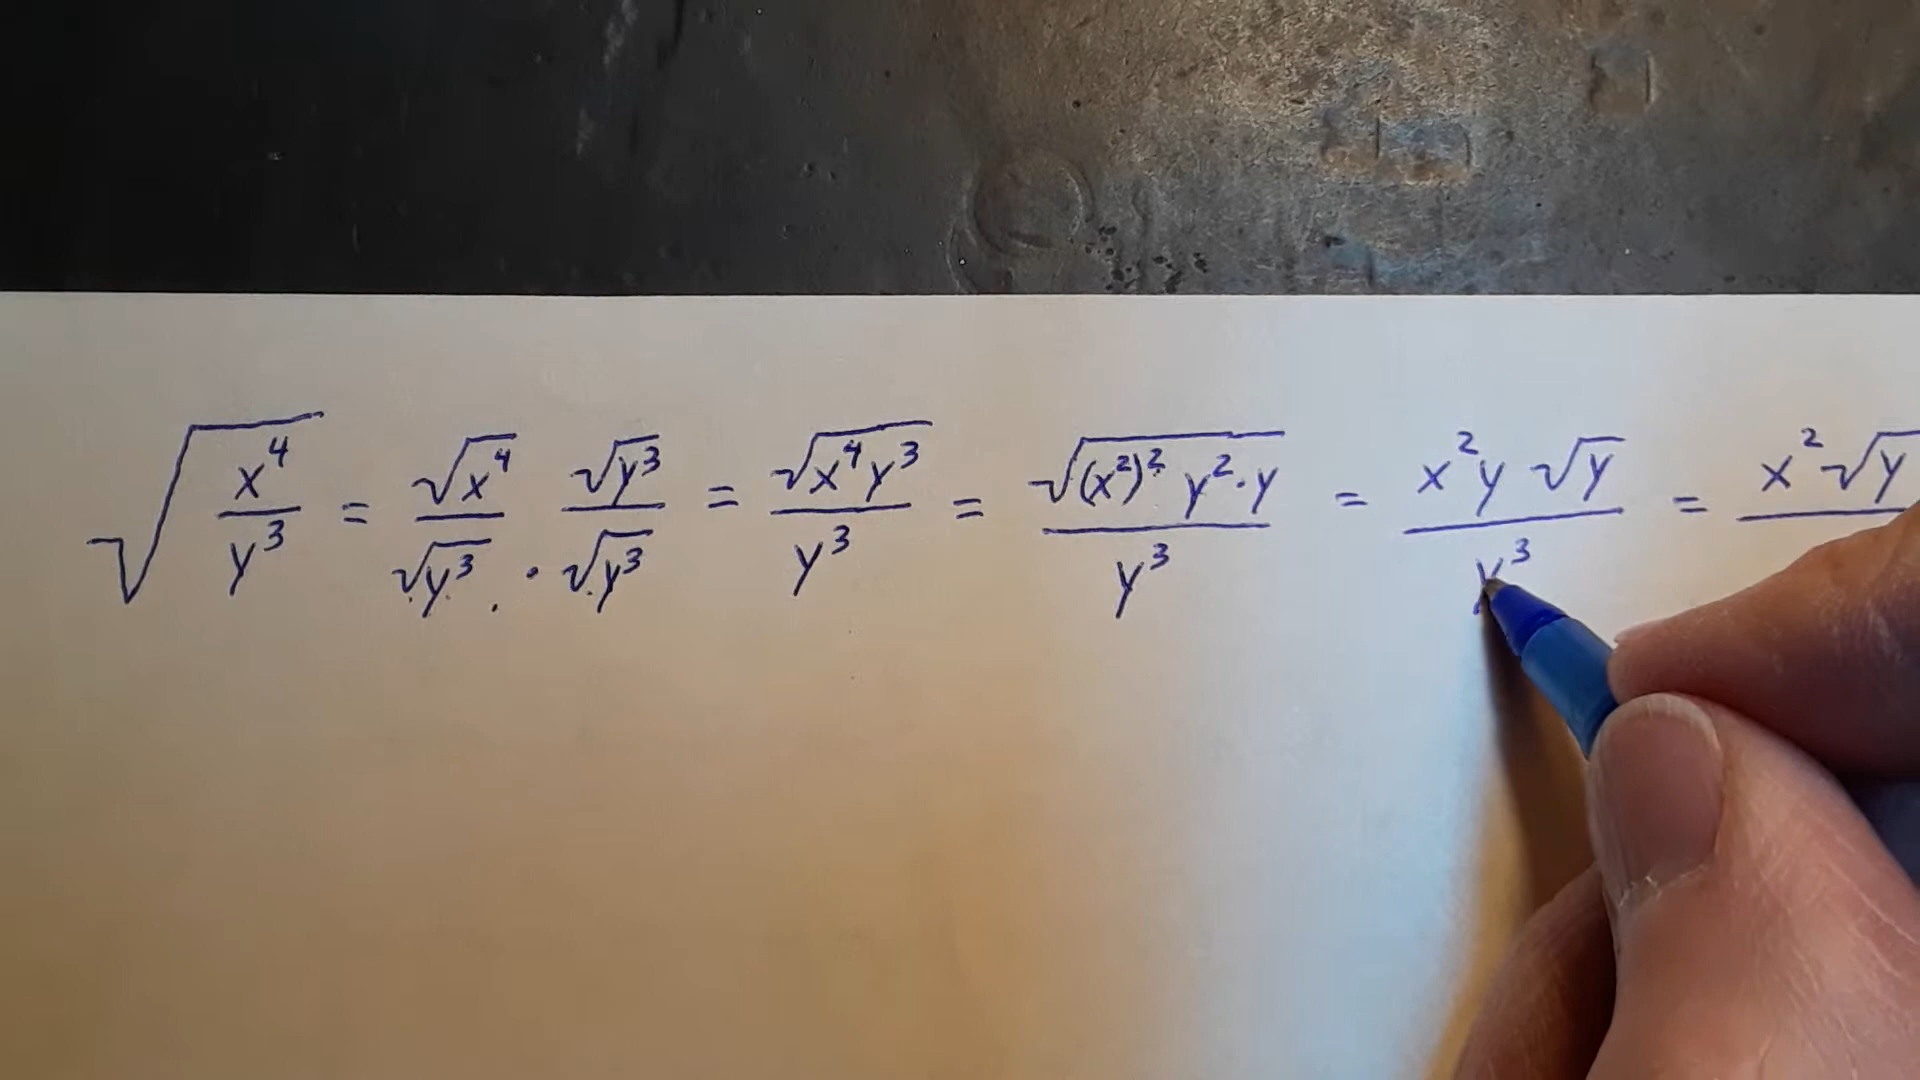 √(x⁴/y³) = √x⁴/√y³ · √y³/√y³ = √(x⁴y³)/y³ = √((x²)² y²·y)/y³ = x²y√y/y³ = x²√y